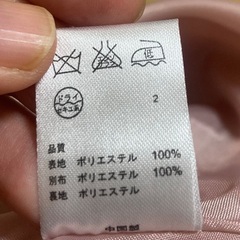 低
ドライ
セキユ系
2
品質
表地 ポリエステル 100%
別布 ポリエステル 100%
裏地 ポリエステル 100%
中国製